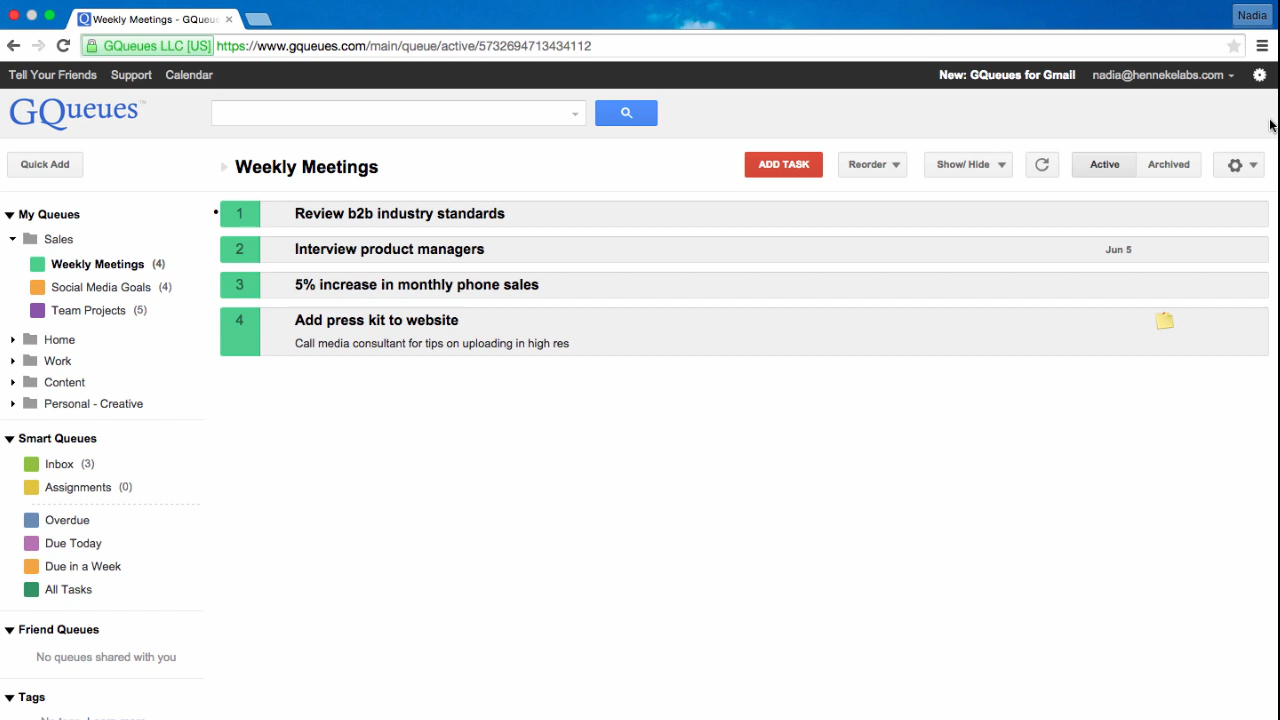 Weekly Meetings - GQueu
Nadia
GQueues LLC [US] https://www.gqueues.com/main/queue/active/5732694713434112
Tell Your Friends Support Calendar New: GQueues for Gmail nadia@hennekelabs.com
GQUEUES™
Quick Add Weekly Meetings ADD TASK Reorder Show/ Hide Active Archived
My Queues
Sales
Weekly Meetings (4)
Social Media Goals (4)
Team Projects (5)
Home
Work
Content
Personal - Creative
Smart Queues
Inbox (3)
Assignments (0)
Overdue
Due Today
Due in a Week
All Tasks
Friend Queues
No queues shared with you
Tags
1 Review b2b industry standards
2 Interview product managers Jun 5
3 5% increase in monthly phone sales
4 Add press kit to website
Call media consultant for tips on uploading in high res